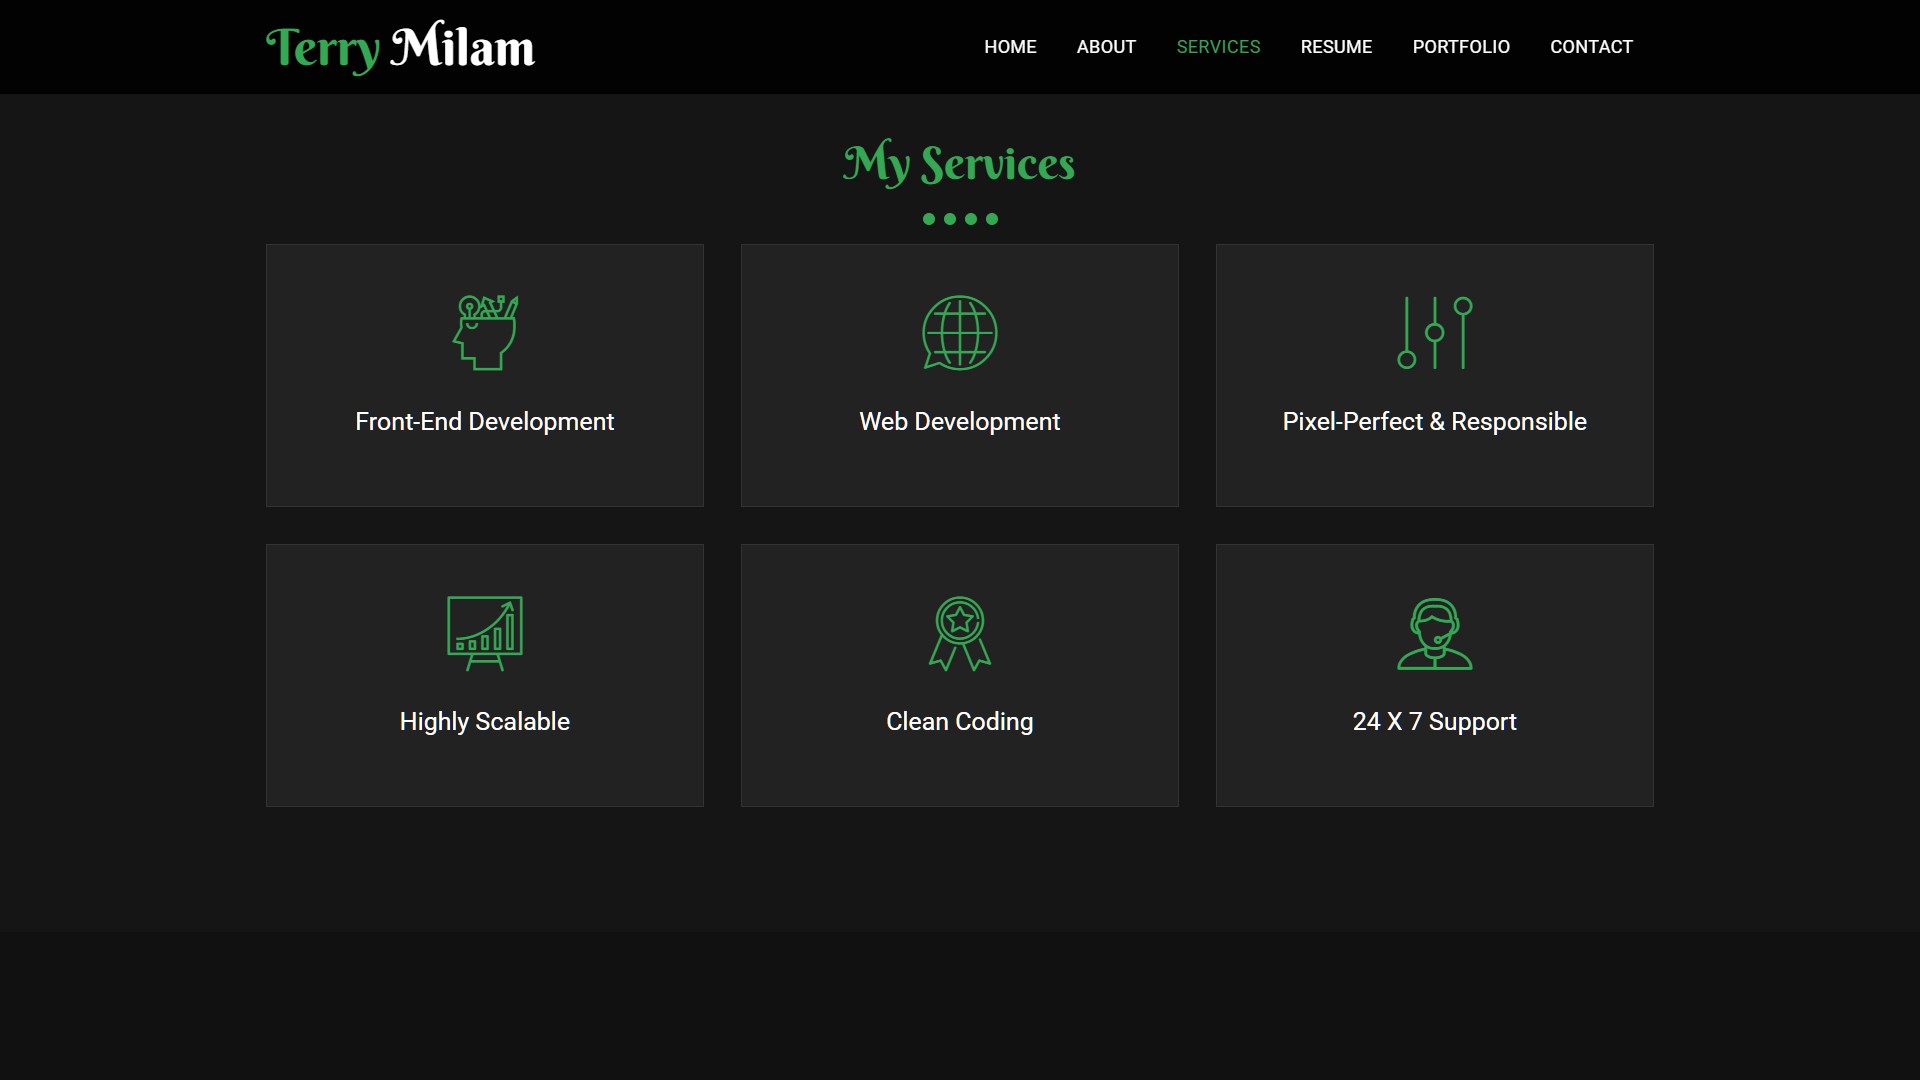 Terry Milam
HOME ABOUT SERVICES RESUME PORTFOLIO CONTACT
My Services
Front-End Development
Web Development
Pixel-Perfect & Responsible
Highly Scalable
Clean Coding
24 X 7 Support